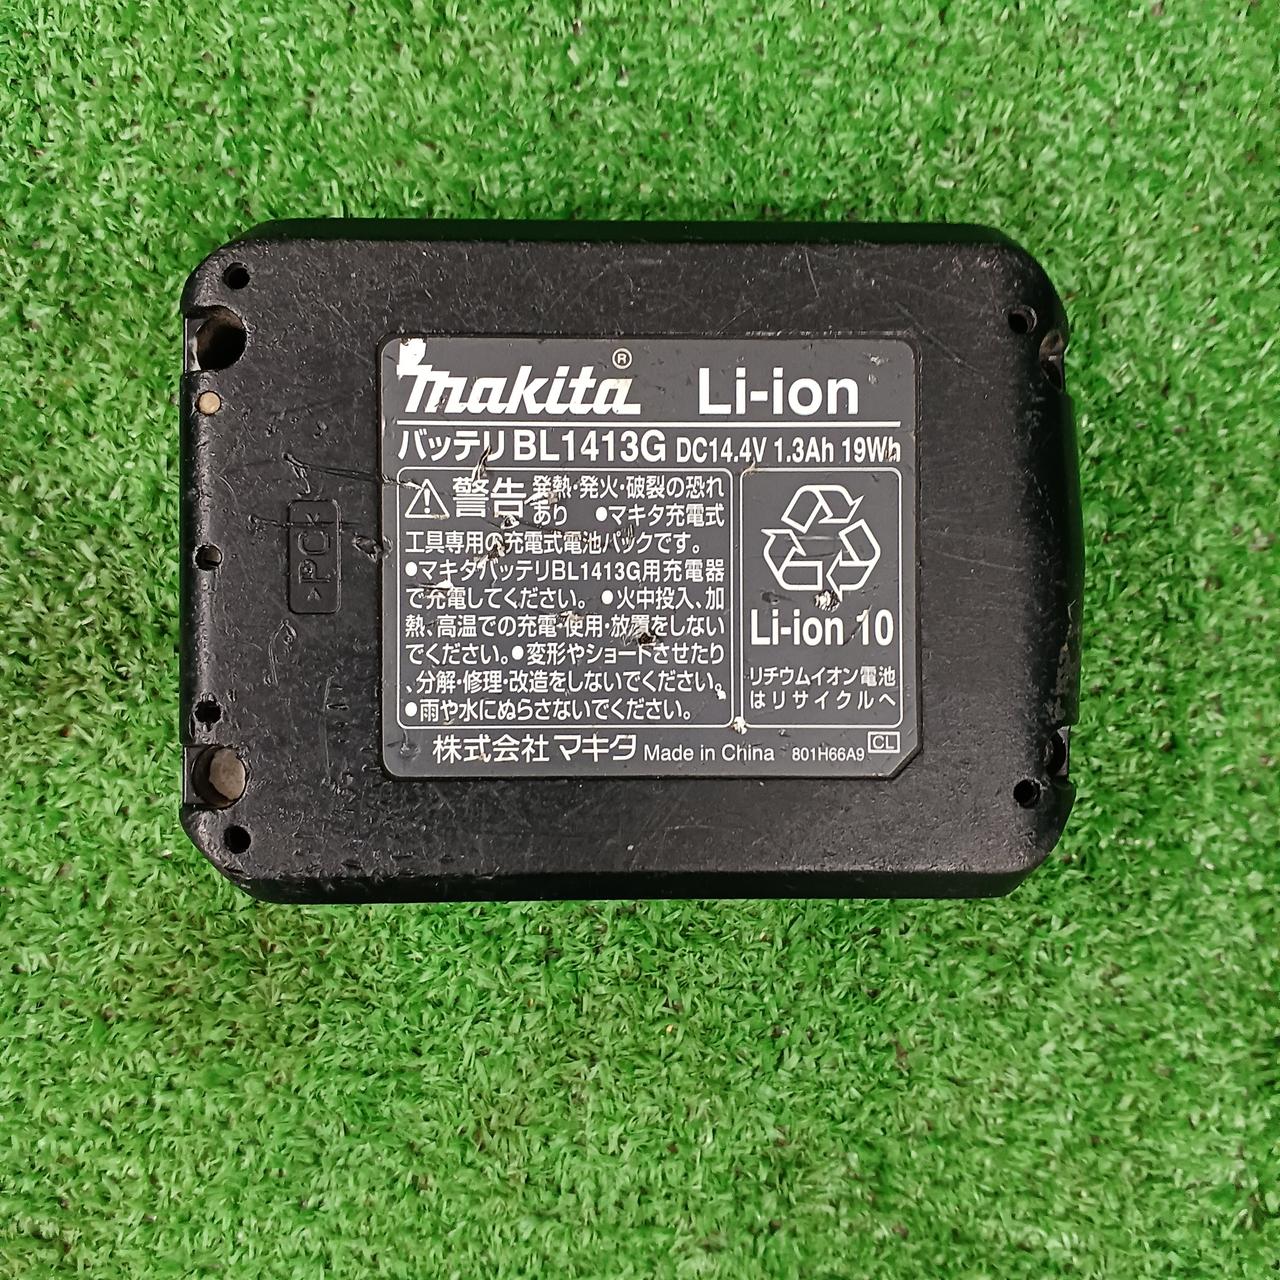 makita® Li-ion
バッテリ BL1413G DC14.4V 1.3Ah 19Wh
警告 発熱・発火・破裂の恐れ
あり ●マキタ充電式
工具専用の充電式電池パックです。
●マキタバッテリBL1413G用充電器
で充電してください。 ●火中投入、加
熱、高温での充電・使用・放置をしない
でください。●変形やショートさせたり
、分解・修理・改造をしないでください。
●雨や水にぬらさないでください。
Li-ion 10
リチウムイオン電池
はリサイクルへ
株式会社 マキタ Made in China 801H66A9 CL
>PC<